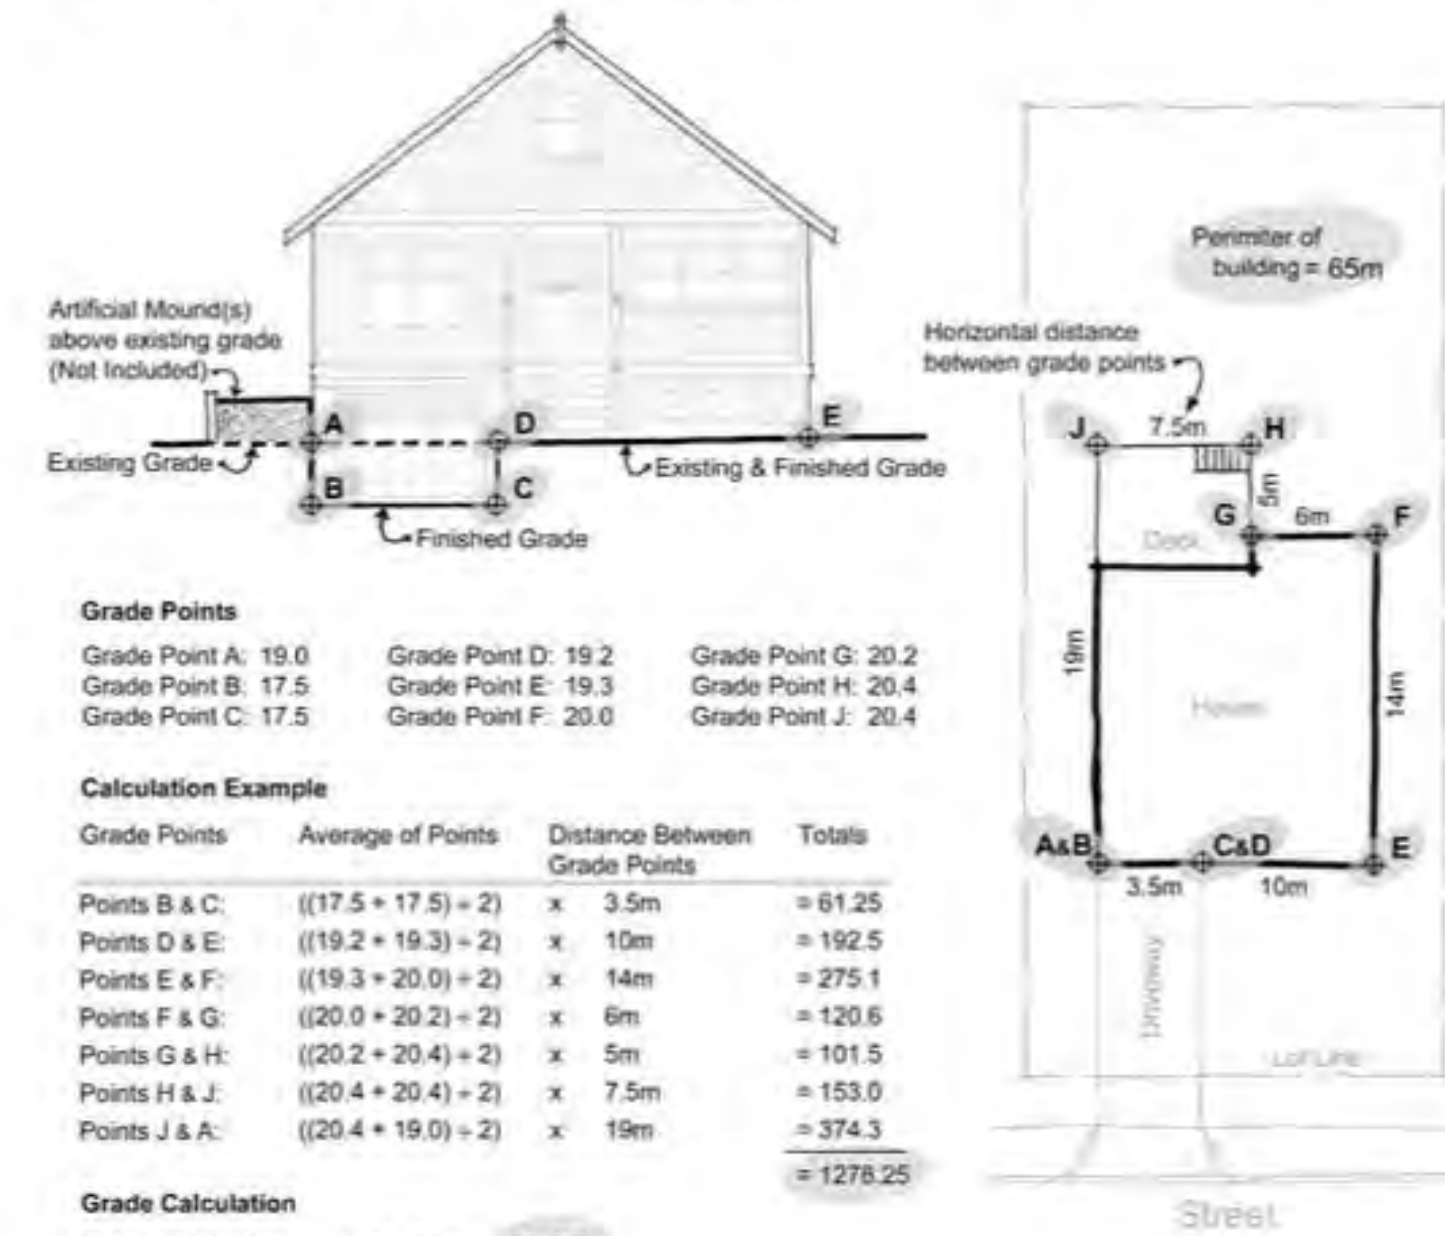 Perimiter of
building = 65m
Artificial Mound(s)
above existing grade
(Not Included)
Horizontal distance
between grade points
A
D
E
J
7.5m
H
Existing Grade
Existing & Finished Grade
B
C
5m
G
6m
F
Finished Grade
Deck
Grade Points
Grade Point A: 19.0
Grade Point D: 19.2
Grade Point G: 20.2
Grade Point B: 17.5
Grade Point E: 19.3
Grade Point H: 20.4
Grade Point C: 17.5
Grade Point F: 20.0
Grade Point J: 20.4
19m
House
14m
Calculation Example
Grade Points Average of Points Distance Between Grade Points Totals
Points B & C: ((17.5 + 17.5) ÷ 2) x 3.5m = 61.25
Points D & E: ((19.2 + 19.3) ÷ 2) x 10m = 192.5
Points E & F: ((19.3 + 20.0) ÷ 2) x 14m = 275.1
Points F & G: ((20.0 + 20.2) ÷ 2) x 6m = 120.6
Points G & H: ((20.2 + 20.4) ÷ 2) x 5m = 101.5
Points H & J: ((20.4 + 20.4) ÷ 2) x 7.5m = 153.0
Points J & A: ((20.4 + 19.0) ÷ 2) x 19m = 374.3
= 1278.25
A&B
C&D
E
3.5m
10m
Driveway
Lot Line
Street
Grade Calculation